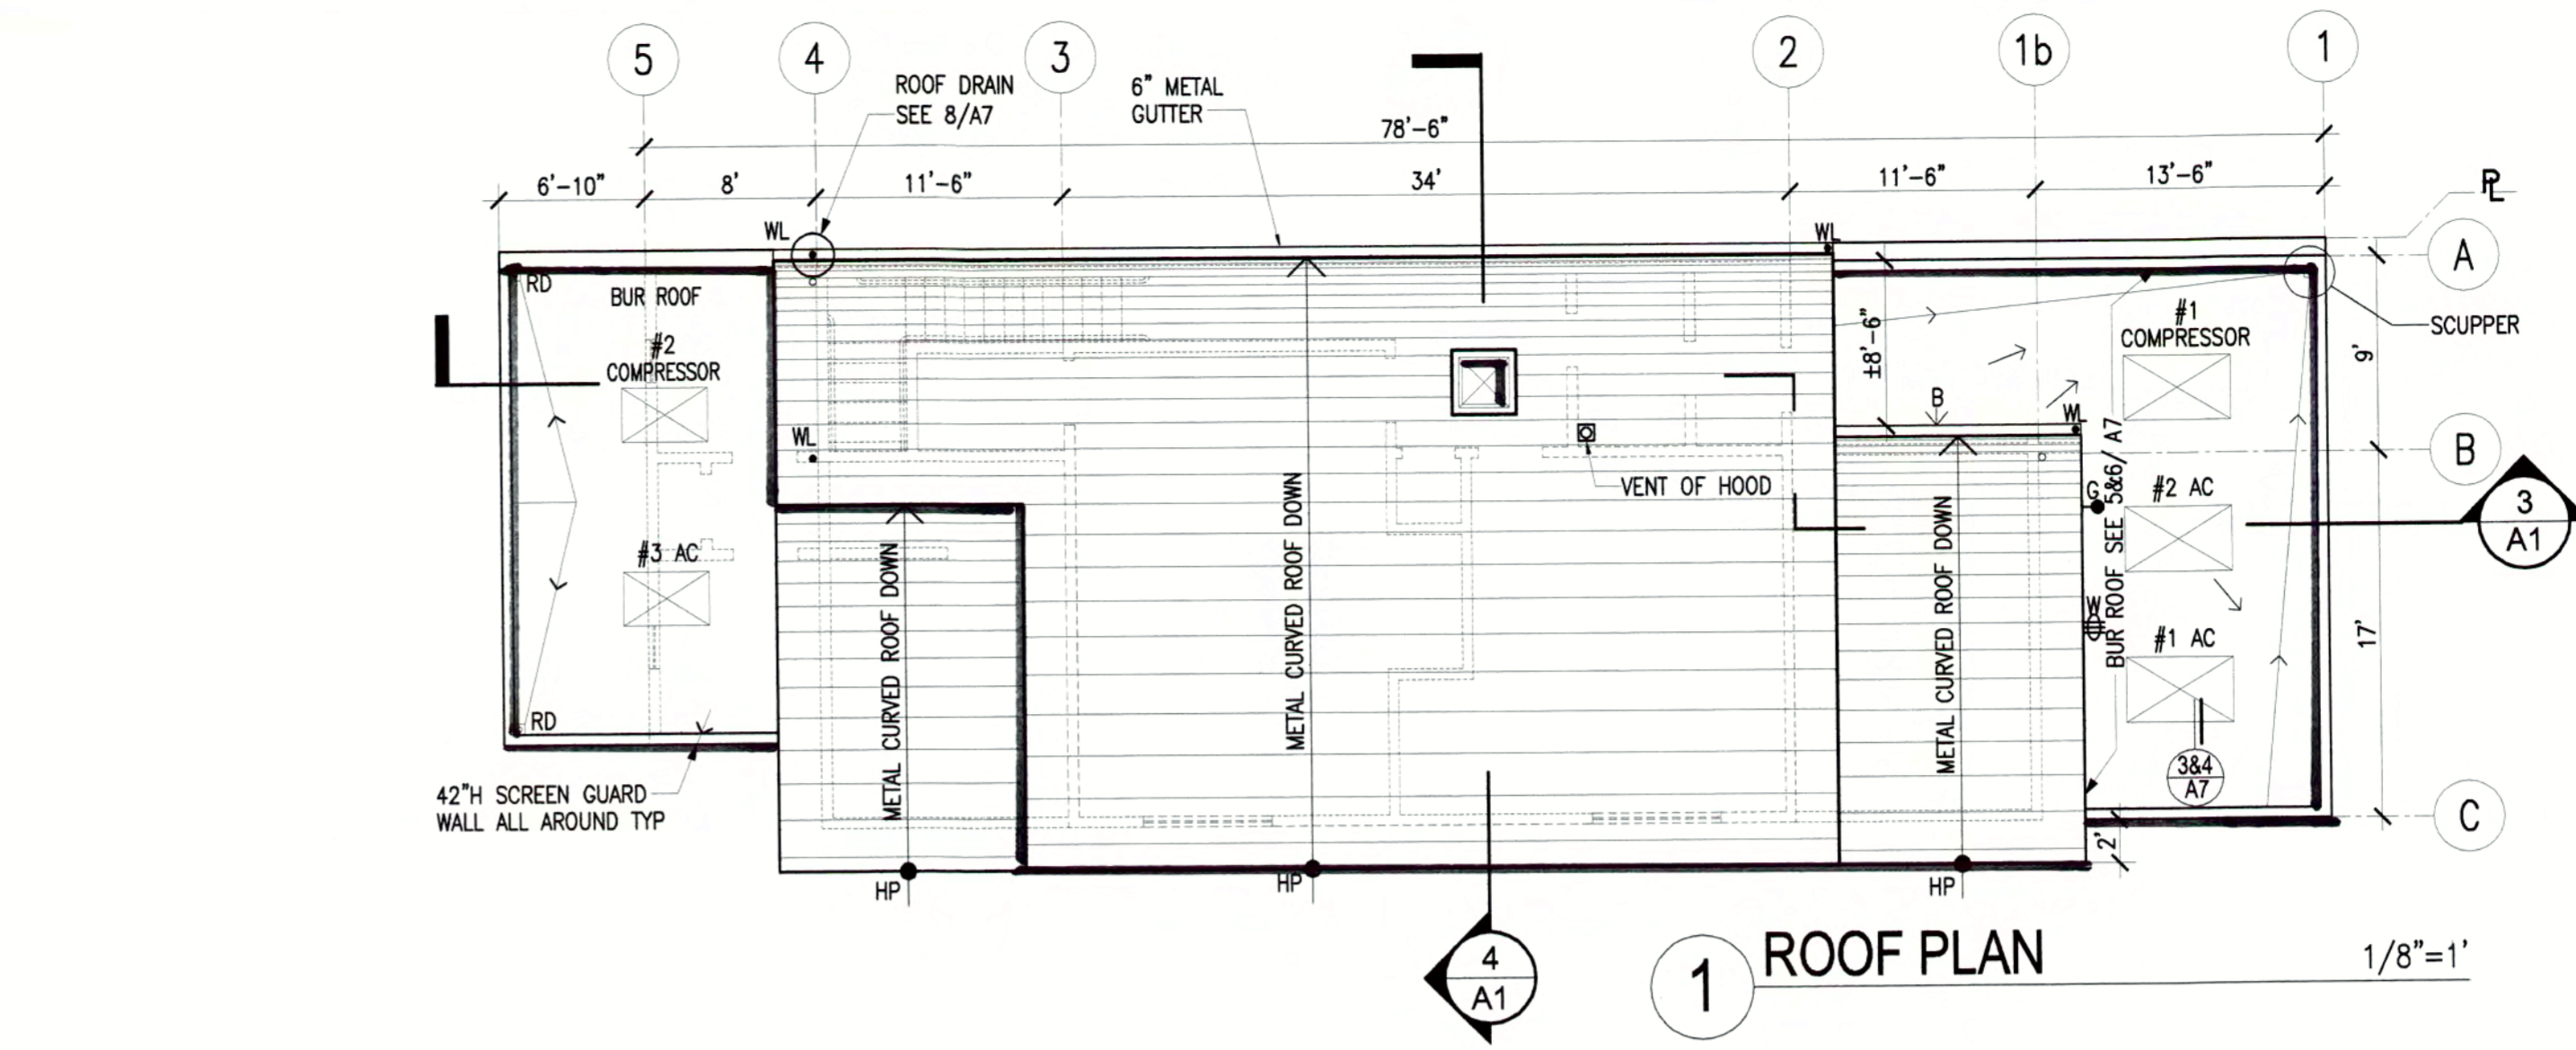 5
4
3
2
1b
1
ROOF DRAIN
SEE 8/A7
6" METAL
GUTTER
78'-6"
6'-10"
8'
11'-6"
34'
11'-6"
13'-6"
PL
WL
WL
A
RD
BUR ROOF
#2
COMPRESSOR
#1
COMPRESSOR
SCUPPER
±8'-6"
9'
B
WL
WL
B
VENT OF HOOD
G
#2 AC
3
A1
#3 AC
METAL CURVED ROOF DOWN
METAL CURVED ROOF DOWN
METAL CURVED ROOF DOWN
BUR ROOF SEE 5&6/ A7
W
#1 AC
17'
RD
3&4
A7
42"H SCREEN GUARD
WALL ALL AROUND TYP
C
2'
HP
HP
HP
4
A1
1
ROOF PLAN
1/8"=1'